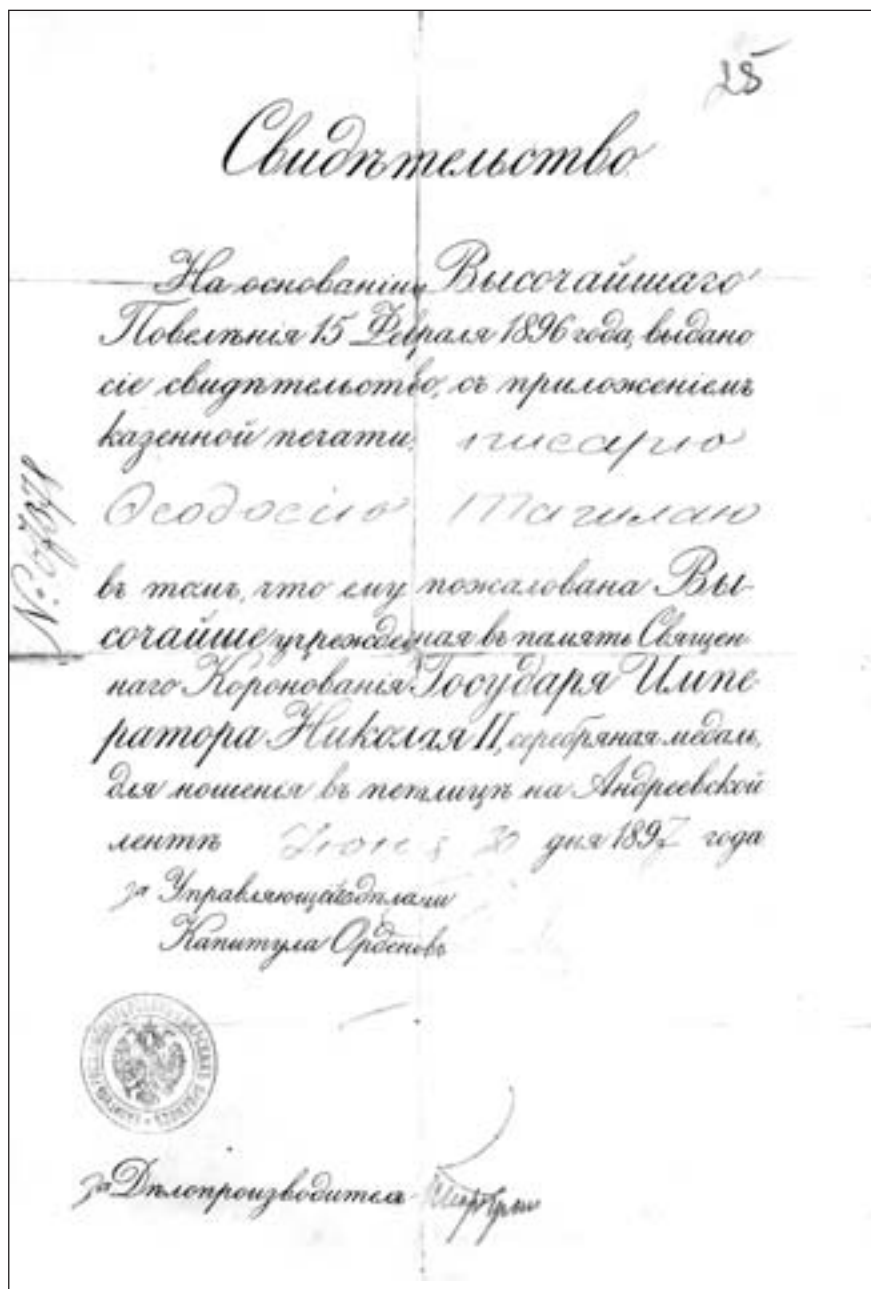 25
Свидѣтельство
На основаніи Высочайшаго
Повелѣнія 15 Февраля 1896 года, выдано
сіе свидѣтельство, съ приложеніемъ
казенной печати, писарю
Ѳеодосію
въ томъ, что ему пожалована Вы-
сочайше учрежденная въ память Священ-
наго Коронованія Государя Импе-
ратора Николая II, серебряная медаль,
для ношенія въ петлицѣ на Андреевской
лентѣ Іюня 30 дня 1897 года
за Управляющаго дѣлами
Капитула Орденовъ
за Дѣлопроизводителя